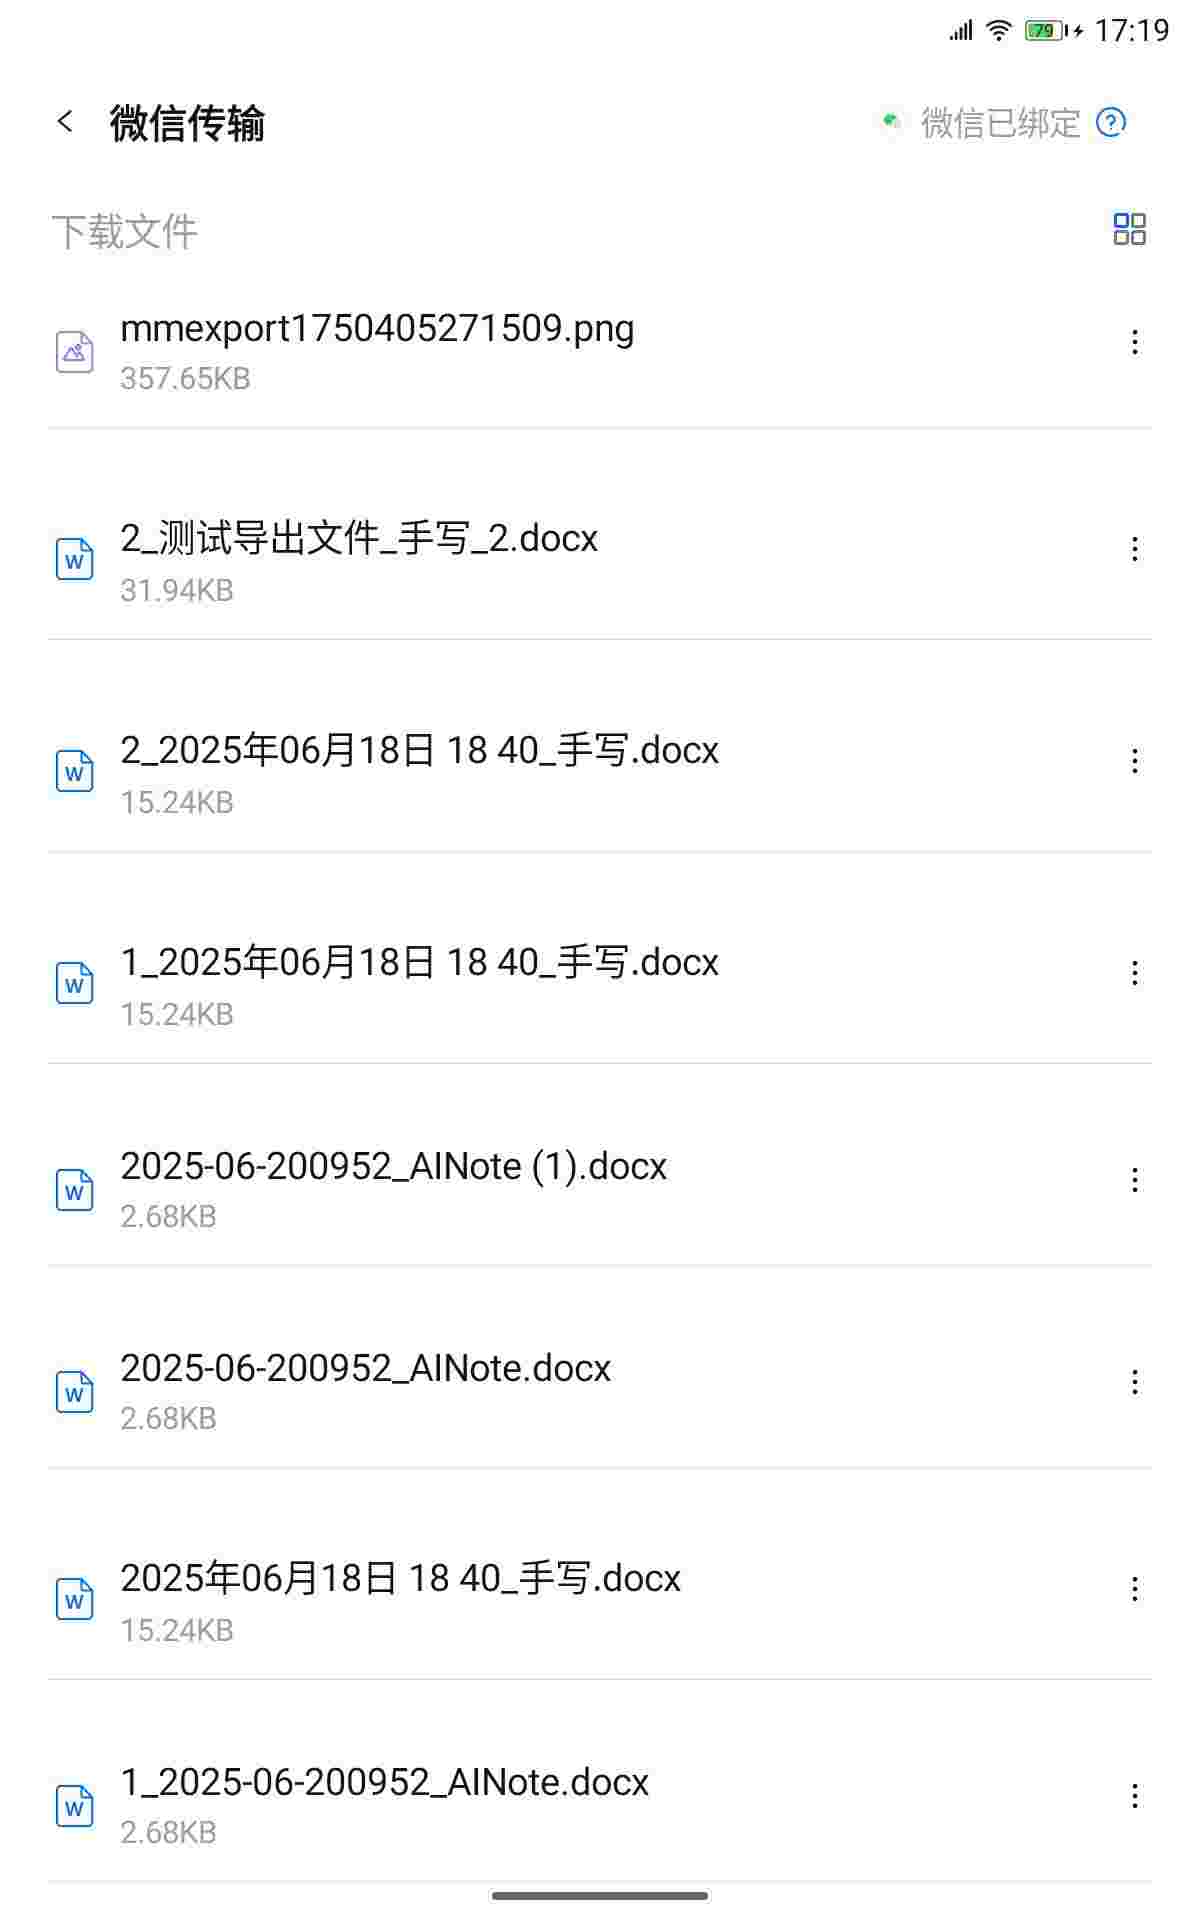 79 17:19
微信传输 微信已绑定 ?
下载文件
mmexport1750405271509.png
357.65KB
W 2_测试导出文件_手写_2.docx
31.94KB
W 2_2025年06月18日 18 40_手写.docx
15.24KB
W 1_2025年06月18日 18 40_手写.docx
15.24KB
W 2025-06-200952_AINote (1).docx
2.68KB
W 2025-06-200952_AINote.docx
2.68KB
W 2025年06月18日 18 40_手写.docx
15.24KB
W 1_2025-06-200952_AINote.docx
2.68KB